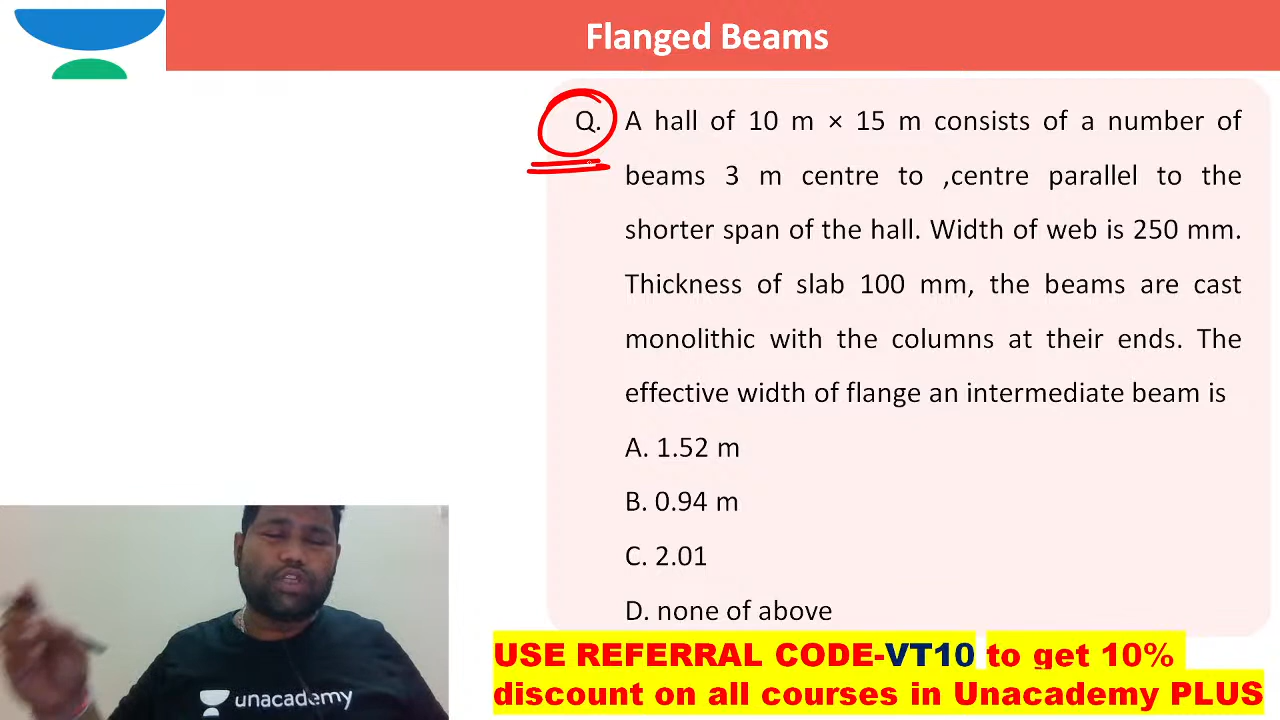 Flanged Beams
Q. A hall of 10 m × 15 m consists of a number of
beams 3 m centre to ,centre parallel to the
shorter span of the hall. Width of web is 250 mm.
Thickness of slab 100 mm, the beams are cast
monolithic with the columns at their ends. The
effective width of flange an intermediate beam is
A. 1.52 m
B. 0.94 m
C. 2.01
D. none of above
unacademy
USE REFERRAL CODE-VT10 to get 10%
discount on all courses in Unacademy PLUS